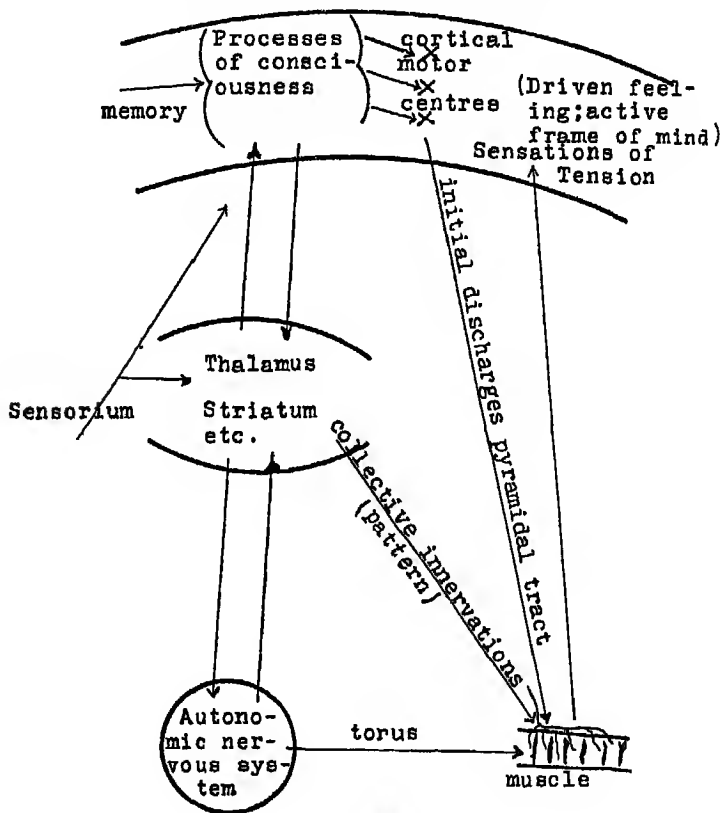 Processes
of consci-
ousness
memory
cortical
motor
centres
(Driven feel-
ing;active
frame of mind)
Sensations of
Tension
initial discharges pyramidal tract
Thalamus
Striatum
etc.
Sensorium
collective innervations
(pattern)
Autono-
mic ner-
vous sys-
tem
torus
muscle